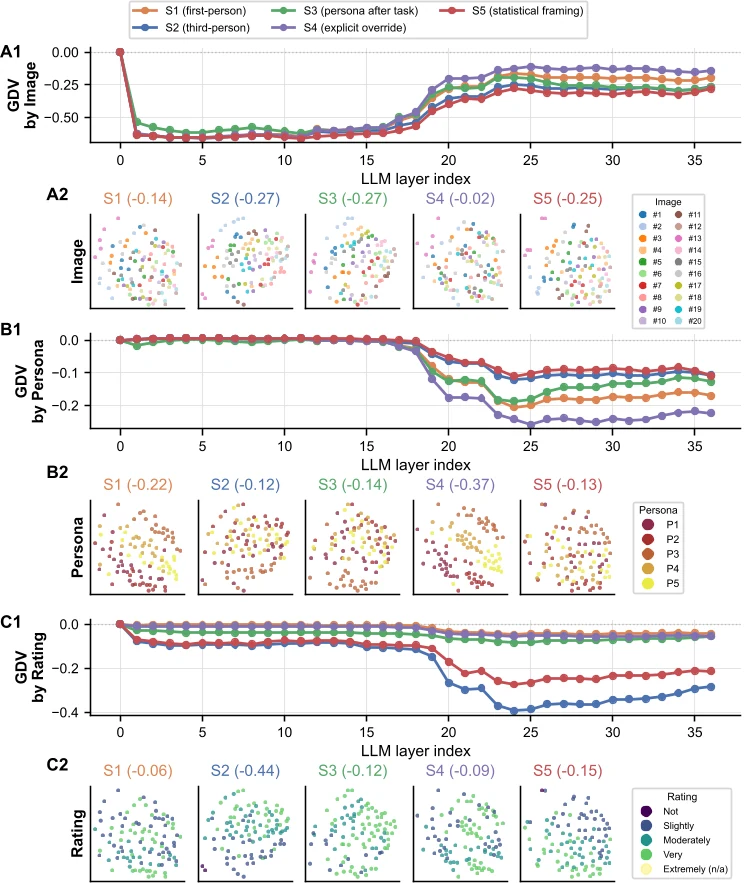 S1 (first-person) S3 (persona after task) S5 (statistical framing)
S2 (third-person) S4 (explicit override)
A1
GDV
by Image
0.00
−0.25
−0.50
0 5 10 15 20 25 30 35
LLM layer index
A2
S1 (-0.14) S2 (-0.27) S3 (-0.27) S4 (-0.02) S5 (-0.25)
Image
Image
#1 #11
#2 #12
#3 #13
#4 #14
#5 #15
#6 #16
#7 #17
#8 #18
#9 #19
#10 #20
B1
GDV
by Persona
0.0
−0.1
−0.2
0 5 10 15 20 25 30 35
LLM layer index
B2
S1 (-0.22) S2 (-0.12) S3 (-0.14) S4 (-0.37) S5 (-0.13)
Persona
Persona
P1
P2
P3
P4
P5
C1
GDV
by Rating
0.0
−0.2
−0.4
0 5 10 15 20 25 30 35
LLM layer index
C2
S1 (-0.06) S2 (-0.44) S3 (-0.12) S4 (-0.09) S5 (-0.15)
Rating
Rating
Not
Slightly
Moderately
Very
Extremely (n/a)